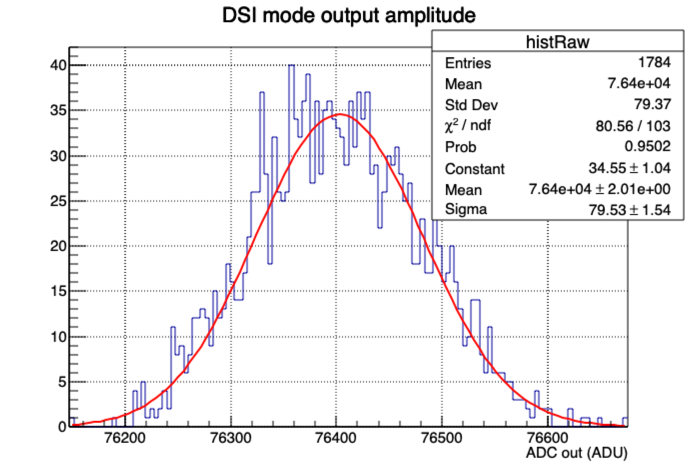 DSI mode output amplitude
histRaw
Entries 1784
Mean 7.64e+04
Std Dev 79.37
χ² / ndf 80.56 / 103
Prob 0.9502
Constant 34.55 ± 1.04
Mean 7.64e+04 ± 2.01e+00
Sigma 79.53 ± 1.54
40
35
30
25
20
15
10
5
0
76200 76300 76400 76500 76600
ADC out (ADU)